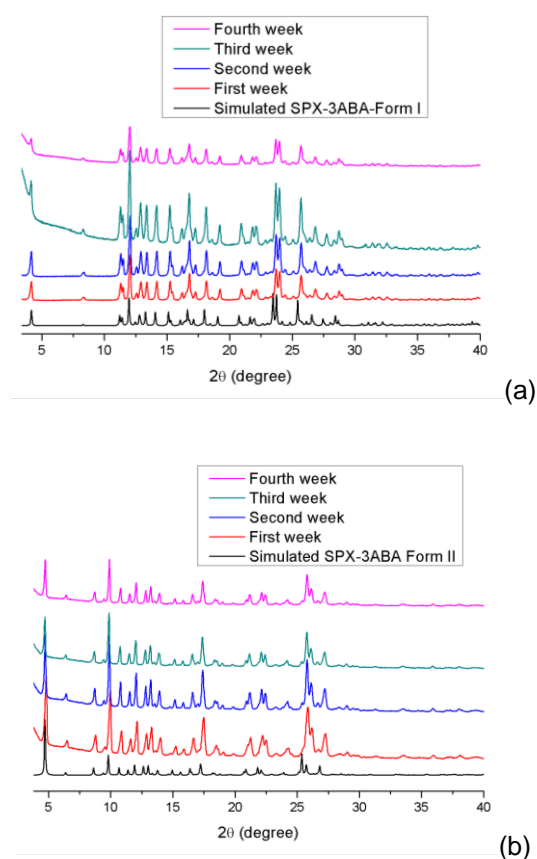 Fourth week
Third week
Second week
First week
Simulated SPX-3ABA-Form I
5 10 15 20 25 30 35 40
2θ (degree)
(a)
Fourth week
Third week
Second week
First week
Simulated SPX-3ABA Form II
5 10 15 20 25 30 35 40
2θ (degree)
(b)